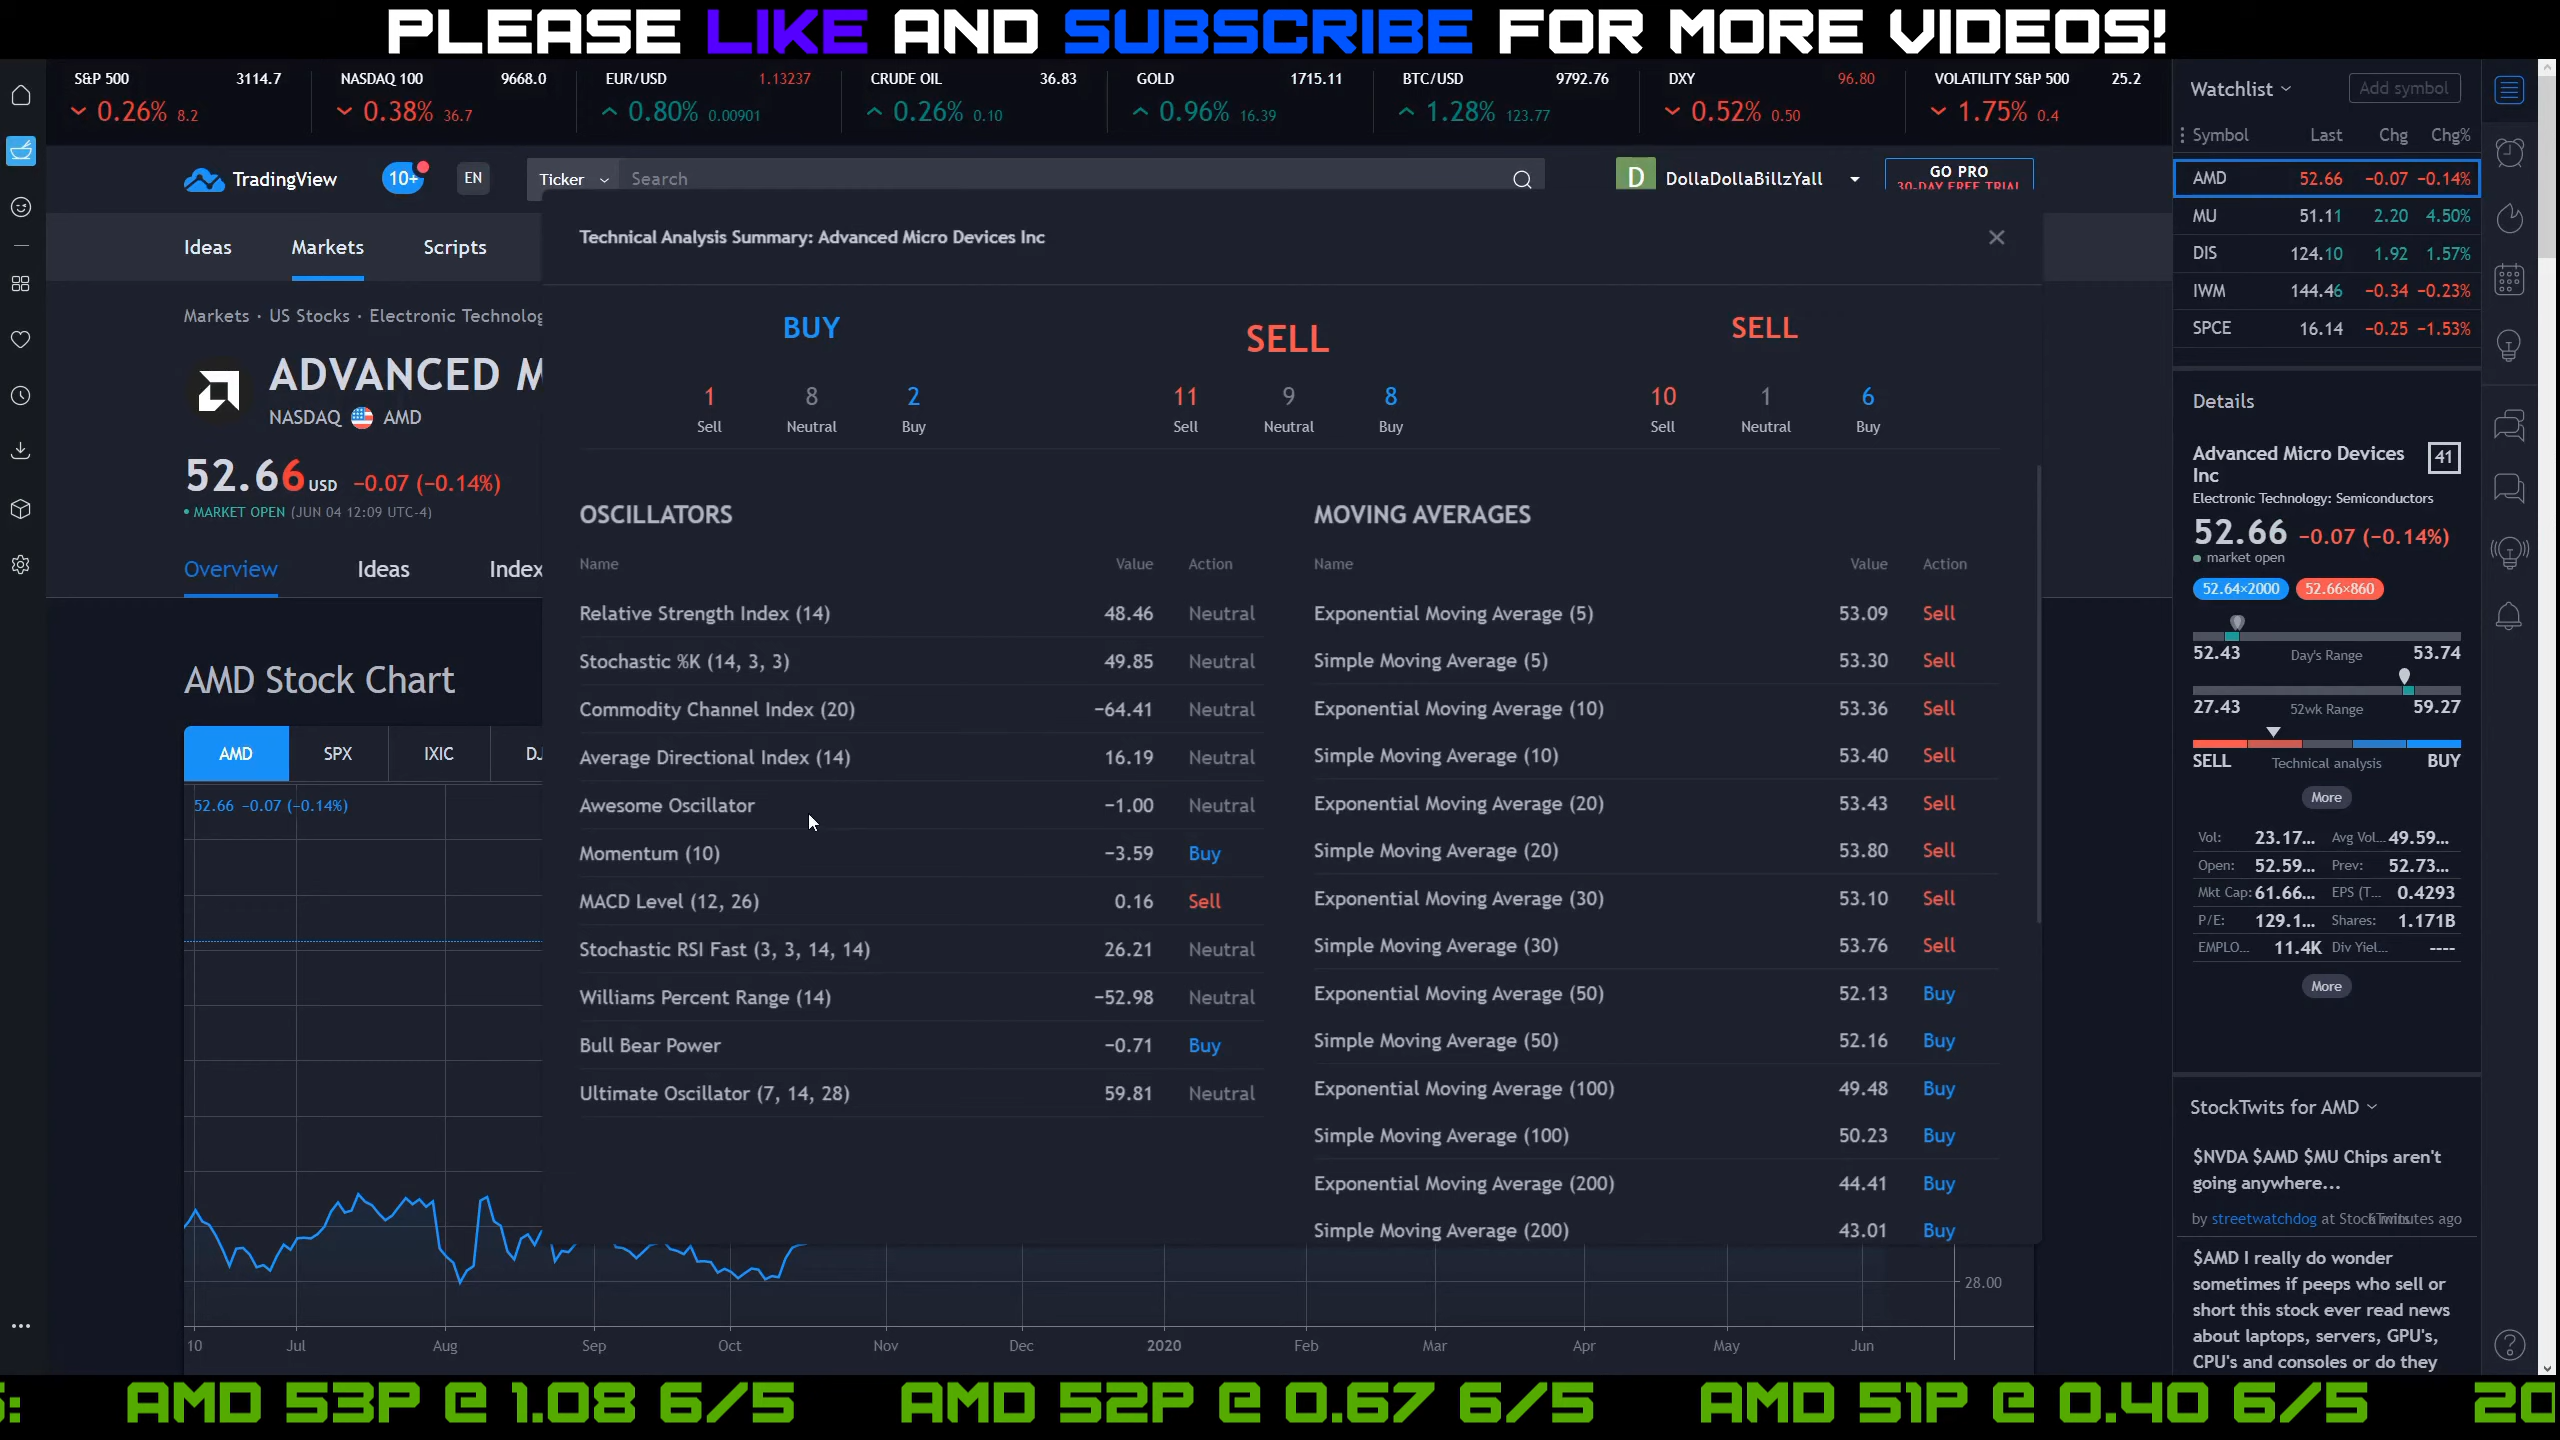 PLEASE LIKE AND SUBSCRIBE FOR MORE VIDEOS!
S&P 500 3114.7
0.26% 8.2
NASDAQ 100 9668.0
0.38% 36.7
EUR/USD 1.13237
0.80% 0.00901
CRUDE OIL 36.83
0.26% 0.10
GOLD 1715.11
0.96% 16.39
BTC/USD 9792.76
1.28% 123.77
DXY 96.80
0.52% 0.50
VOLATILITY S&P 500 25.2
1.75% 0.4
TradingView 10+ EN Ticker Search D DollaDollaBillzYall GO PRO
30-DAY FREE TRIAL
Ideas Markets Scripts
Markets · US Stocks · Electronic Technolog
ADVANCED M
NASDAQ AMD
52.66 USD −0.07 (−0.14%)
• MARKET OPEN (JUN 04 12:09 UTC-4)
Overview Ideas Index
AMD Stock Chart
AMD SPX IXIC DJ
52.66 −0.07 (−0.14%)
Technical Analysis Summary: Advanced Micro Devices Inc
BUY SELL SELL
1 8 2 11 9 8 10 1 6
Sell Neutral Buy Sell Neutral Buy Sell Neutral Buy
OSCILLATORS
Name Value Action
Relative Strength Index (14) 48.46 Neutral
Stochastic %K (14, 3, 3) 49.85 Neutral
Commodity Channel Index (20) −64.41 Neutral
Average Directional Index (14) 16.19 Neutral
Awesome Oscillator −1.00 Neutral
Momentum (10) −3.59 Buy
MACD Level (12, 26) 0.16 Sell
Stochastic RSI Fast (3, 3, 14, 14) 26.21 Neutral
Williams Percent Range (14) −52.98 Neutral
Bull Bear Power −0.71 Buy
Ultimate Oscillator (7, 14, 28) 59.81 Neutral
MOVING AVERAGES
Name Value Action
Exponential Moving Average (5) 53.09 Sell
Simple Moving Average (5) 53.30 Sell
Exponential Moving Average (10) 53.36 Sell
Simple Moving Average (10) 53.40 Sell
Exponential Moving Average (20) 53.43 Sell
Simple Moving Average (20) 53.80 Sell
Exponential Moving Average (30) 53.10 Sell
Simple Moving Average (30) 53.76 Sell
Exponential Moving Average (50) 52.13 Buy
Simple Moving Average (50) 52.16 Buy
Exponential Moving Average (100) 49.48 Buy
Simple Moving Average (100) 50.23 Buy
Exponential Moving Average (200) 44.41 Buy
Simple Moving Average (200) 43.01 Buy
28.00
10 Jul Aug Sep Oct Nov Dec 2020 Feb Mar Apr May Jun
Watchlist Add symbol
Symbol Last Chg Chg%
AMD 52.66 −0.07 −0.14%
MU 51.11 2.20 4.50%
DIS 124.10 1.92 1.57%
IWM 144.46 −0.34 −0.23%
SPCE 16.14 −0.25 −1.53%
Details
Advanced Micro Devices 41
Inc
Electronic Technology: Semiconductors
52.66 −0.07 (−0.14%)
market open
52.64×2000 52.66×860
52.43 Day's Range 53.74
27.43 52wk Range 59.27
SELL Technical analysis BUY
More
Vol: 23.17... Avg Vol... 49.59...
Open: 52.59... Prev: 52.73...
Mkt Cap: 61.66... EPS (T... 0.4293
P/E: 129.1... Shares: 1.171B
EMPLO... 11.4K Div Yiel... ----
More
StockTwits for AMD
$NVDA $AMD $MU Chips aren't
going anywhere...
by streetwatchdog at minutes ago
$AMD I really do wonder
sometimes if peeps who sell or
short this stock ever read news
about laptops, servers, GPU's,
CPU's and consoles or do they
S: AMD 53P @ 1.08 6/5 AMD 52P @ 0.67 6/5 AMD 51P @ 0.40 6/5 20